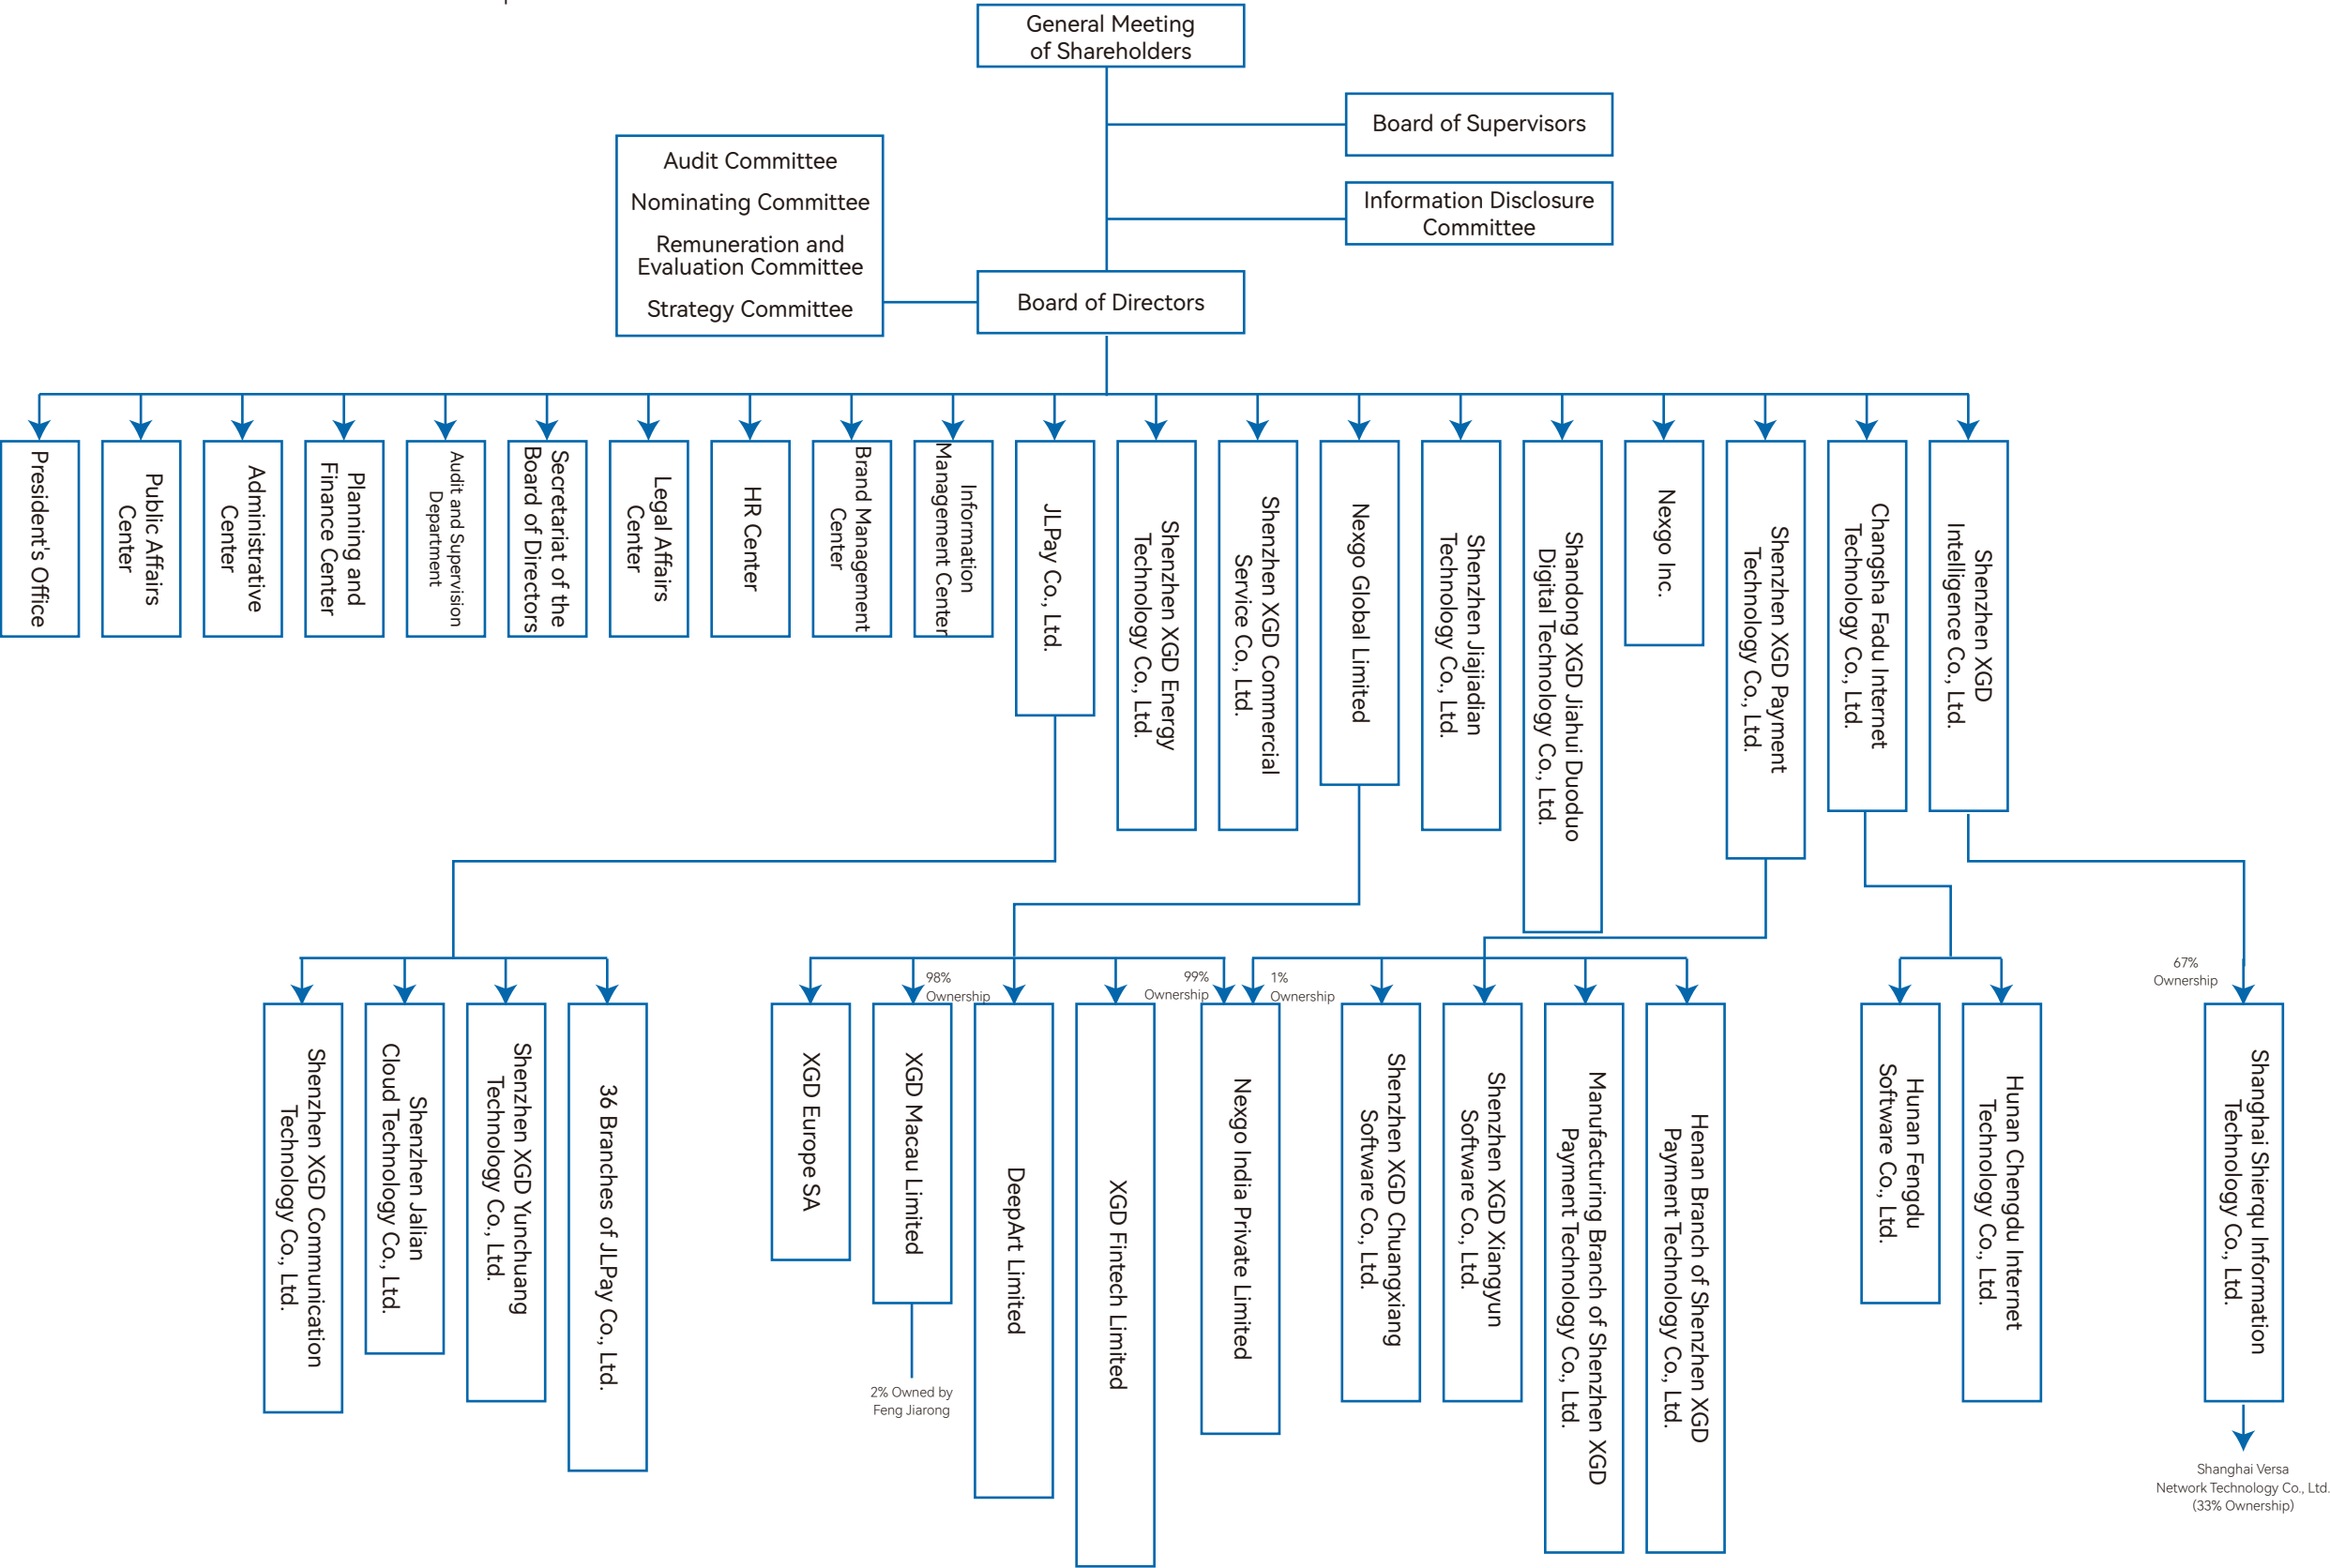 General Meeting
of Shareholders
Board of Supervisors
Audit Committee
Nominating Committee
Remuneration and
Evaluation Committee
Strategy Committee
Information Disclosure
Committee
Board of Directors
President's Office
Public Affairs
Center
Administrative
Center
Planning and
Finance Center
Audit and Supervision
Department
Secretariat of the
Board of Directors
Legal Affairs
Center
HR Center
Brand Management
Center
Information
Management Center
JLPay Co., Ltd.
Shenzhen XGD Energy
Technology Co., Ltd.
Shenzhen XGD Commercial
Service Co., Ltd.
Nexgo Global Limited
Shenzhen Jiajiadian
Technology Co., Ltd.
Shandong XGD Jiahui Duoduo
Digital Technology Co., Ltd.
Nexgo Inc.
Shenzhen XGD Payment
Technology Co., Ltd.
Changsha Fadu Internet
Technology Co., Ltd.
Shenzhen XGD
Intelligence Co., Ltd.
98%
Ownership
99%
Ownership
1%
Ownership
67%
Ownership
Shenzhen XGD Communication
Technology Co., Ltd.
Shenzhen Jalian
Cloud Technology Co., Ltd.
Shenzhen XGD Yunchuang
Technology Co., Ltd.
36 Branches of JLPay Co., Ltd.
XGD Europe SA
XGD Macau Limited
DeepArt Limited
XGD Fintech Limited
Nexgo India Private Limited
Shenzhen XGD Chuangxiang
Software Co., Ltd.
Shenzhen XGD Xiangyun
Software Co., Ltd.
Manufacturing Branch of Shenzhen XGD
Payment Technology Co., Ltd.
Henan Branch of Shenzhen XGD
Payment Technology Co., Ltd.
Hunan Fengdu
Software Co., Ltd.
Hunan Chengdu Internet
Technology Co., Ltd.
Shanghai Shierqu Information
Technology Co., Ltd.
2% Owned by
Feng Jiarong
Shanghai Versa
Network Technology Co., Ltd.
(33% Ownership)